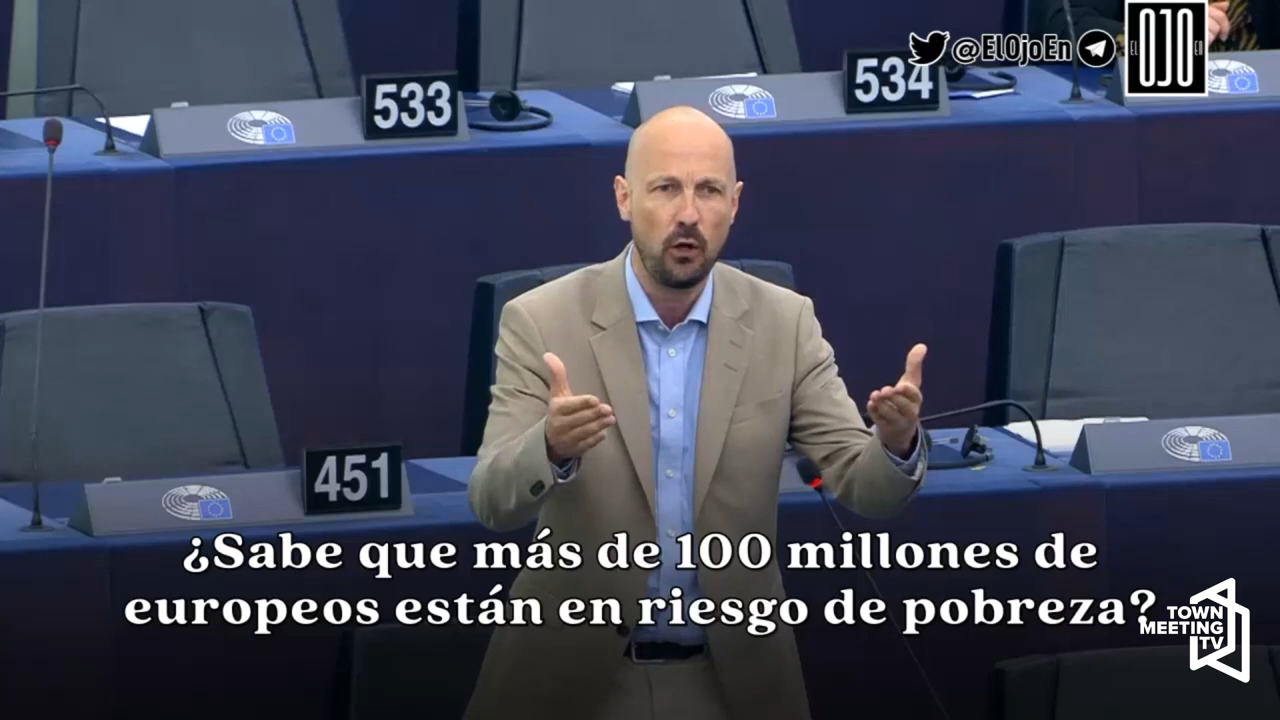 @ElOjoEn
EL OJO EN
533
534
451
¿Sabe que más de 100 millones de
europeos están en riesgo de pobreza?
TOWN
MEETING
TV